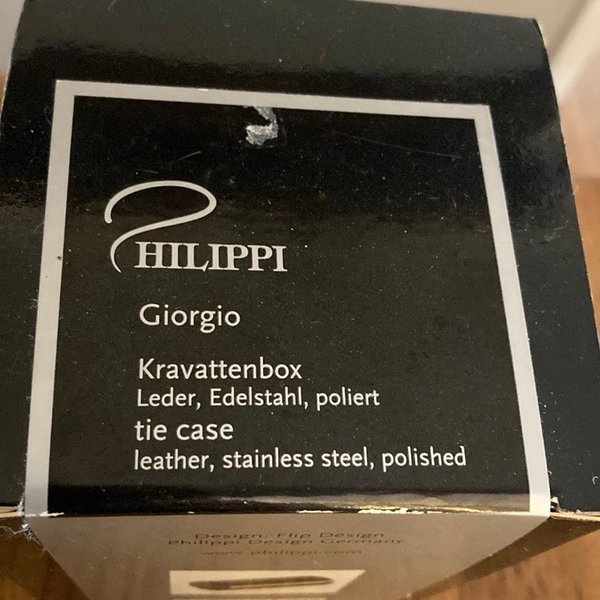 PHILIPPI
Giorgio
Kravattenbox
Leder, Edelstahl, poliert
tie case
leather, stainless steel, polished
Design: Flip Design
Philippi Design Germany
www.philippi.com